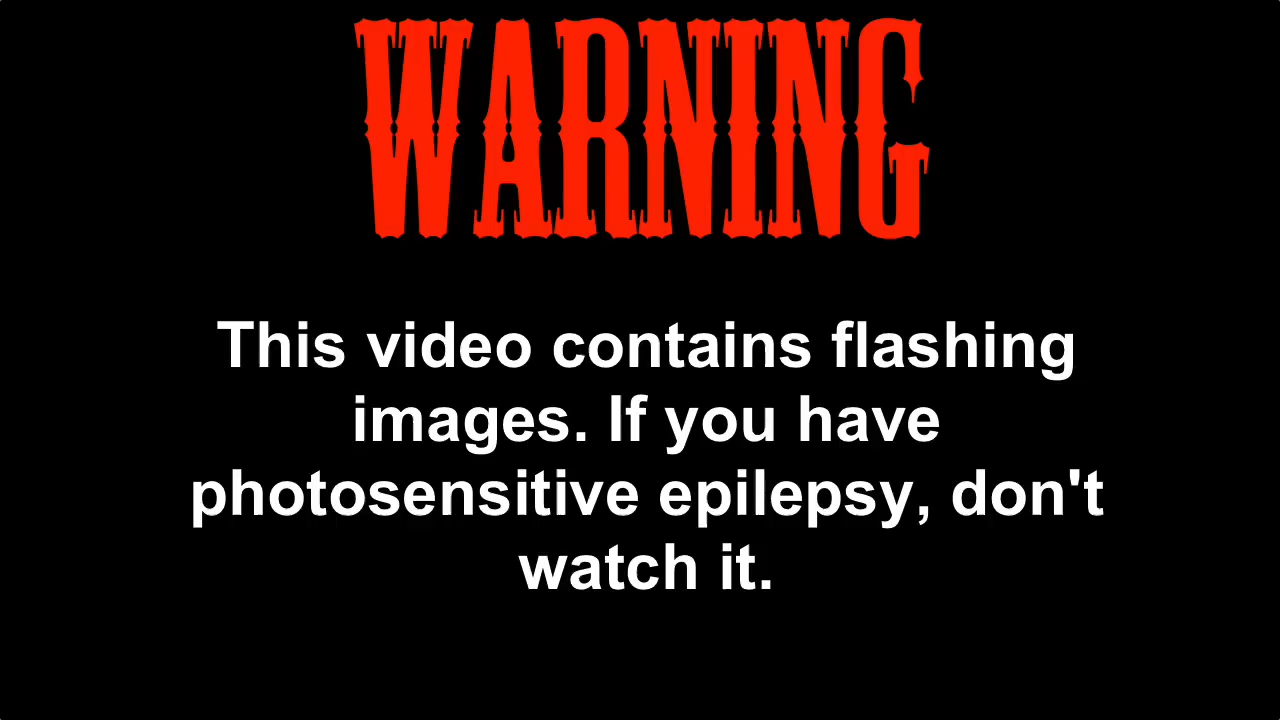 WARNING
This video contains flashing
images. If you have
photosensitive epilepsy, don't
watch it.